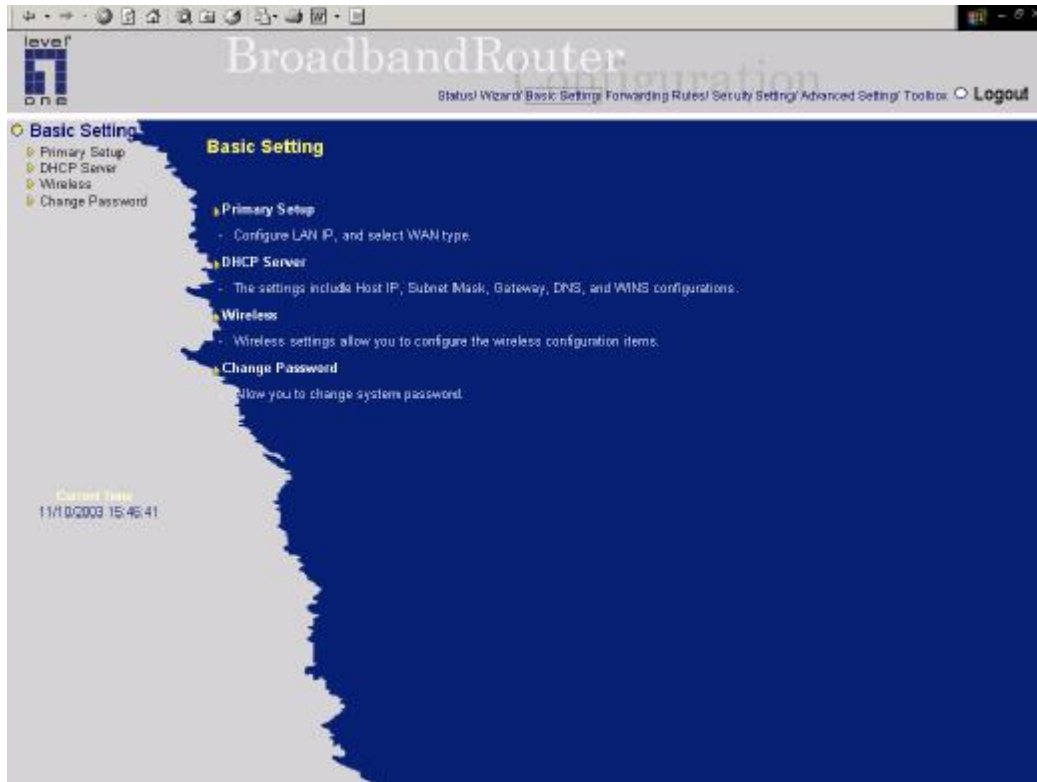 level
one
BroadbandRouter
Configuration
Status/ Wizard/ Basic Setting/ Forwarding Rules/ Security Setting/ Advanced Setting/ Toolbox Logout
Basic Setting
Primary Setup
DHCP Server
Wireless
Change Password
Current Time
11/10/2003 15:46:41
Basic Setting
Primary Setup
- Configure LAN IP, and select WAN type.
DHCP Server
- The settings include Host IP, Subnet Mask, Gateway, DNS, and WINS configurations.
Wireless
- Wireless settings allow you to configure the wireless configuration items.
Change Password
- Allow you to change system password.